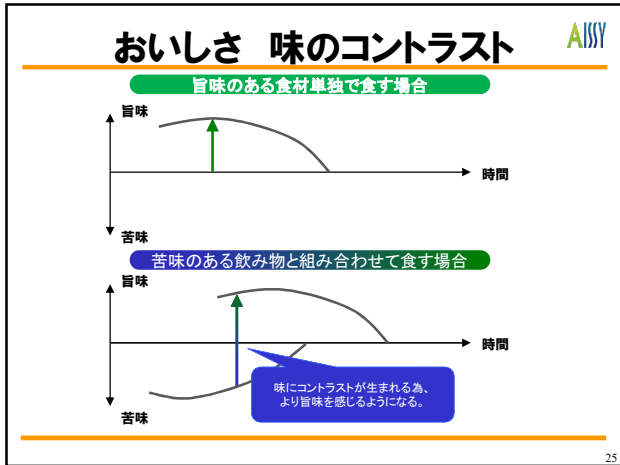 おいしさ 味のコントラスト
AISSY
旨味のある食材単独で食す場合
旨味
時間
苦味
苦味のある飲み物と組み合わせて食す場合
旨味
時間
味にコントラストが生まれる為、
より旨味を感じるようになる。
苦味
25